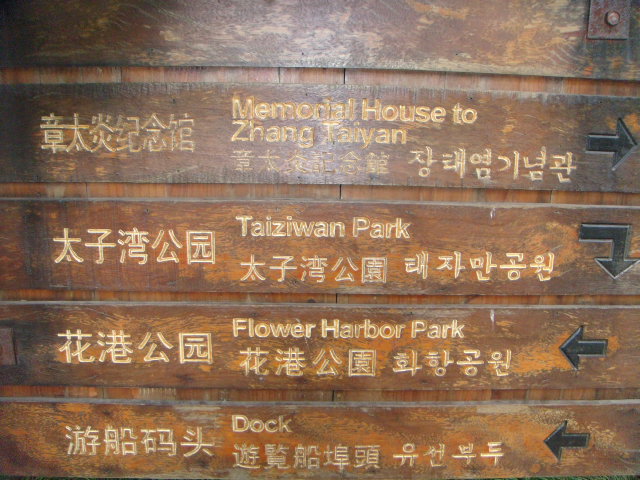 章太炎纪念馆
Memorial House to
Zhang Taiyan
章太炎記念館 장태염기념관
太子湾公园
Taiziwan Park
太子湾公園 태자만공원
花港公园
Flower Harbor Park
花港公園 화항공원
游船码头
Dock
遊覧船埠頭 유선부두